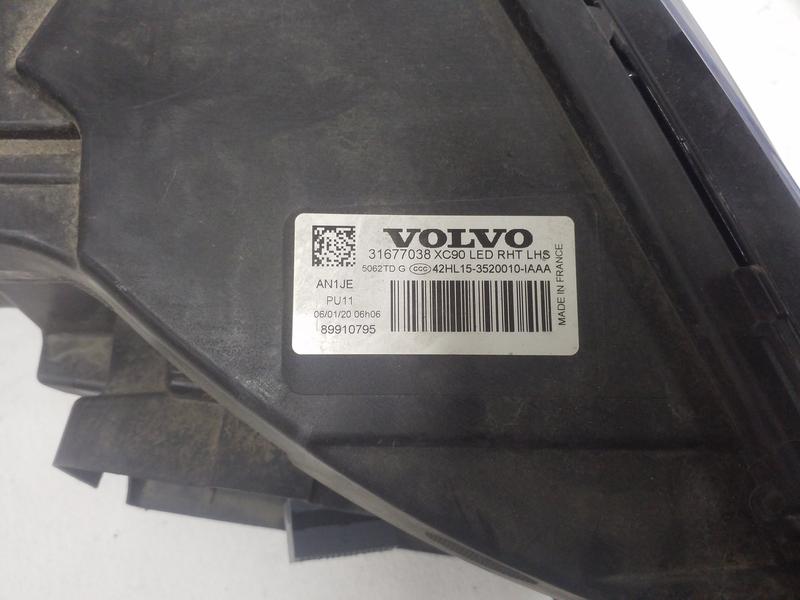 VOLVO
31677038 XC90 LED RHT LHS
5062TD G CCC 42HL15-3520010-IAAA
AN1JE
PU11
06/01/20 06h06
89910795
MADE IN FRANCE